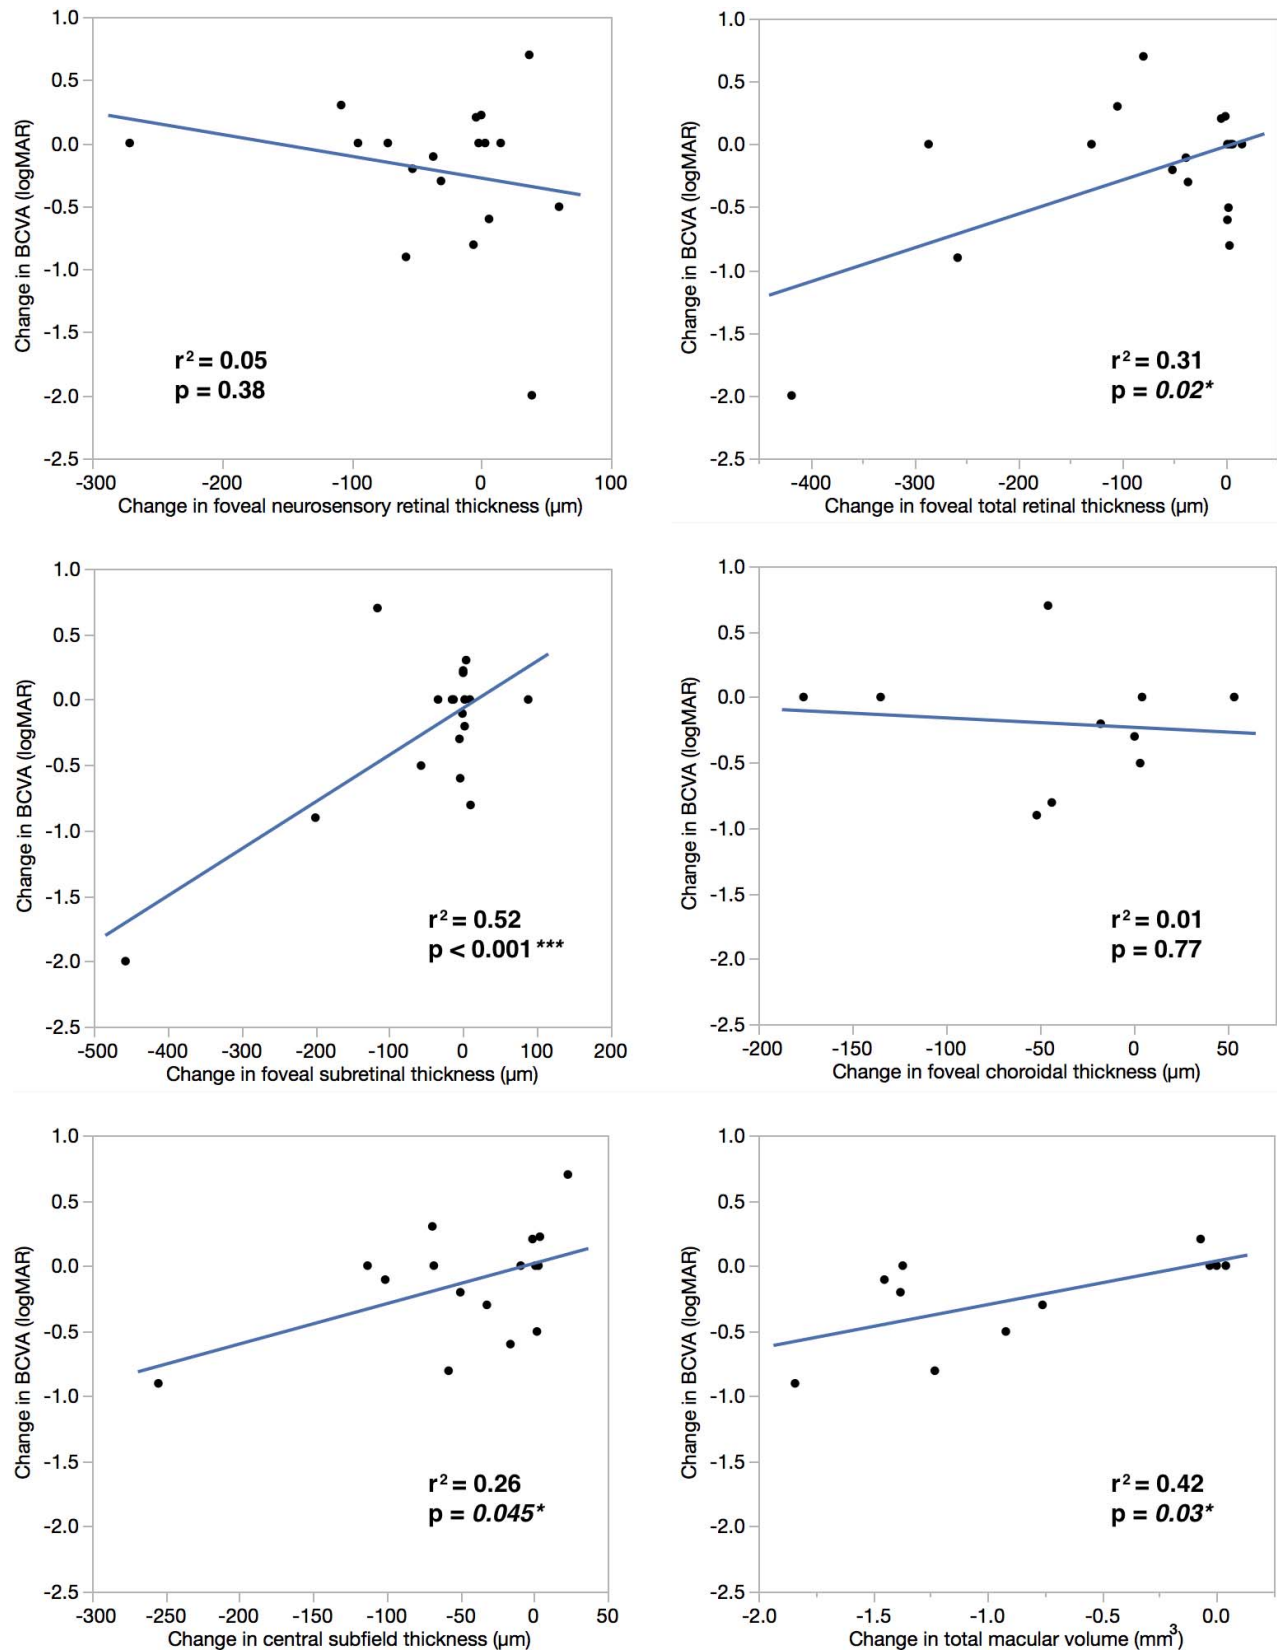 1.0
0.5
0.0
-0.5
-1.0
-1.5
-2.0
-2.5
Change in BCVA (logMAR)
r² = 0.05
p = 0.38
-300 -200 -100 0 100
Change in foveal neurosensory retinal thickness (µm)
1.0
0.5
0.0
-0.5
-1.0
-1.5
-2.0
-2.5
Change in BCVA (logMAR)
r² = 0.31
p = 0.02*
-400 -300 -200 -100 0
Change in foveal total retinal thickness (µm)
1.0
0.5
0.0
-0.5
-1.0
-1.5
-2.0
-2.5
Change in BCVA (logMAR)
r² = 0.52
p < 0.001***
-500 -400 -300 -200 -100 0 100 200
Change in foveal subretinal thickness (µm)
1.0
0.5
0.0
-0.5
-1.0
-1.5
-2.0
-2.5
Change in BCVA (logMAR)
r² = 0.01
p = 0.77
-200 -150 -100 -50 0 50
Change in foveal choroidal thickness (µm)
1.0
0.5
0.0
-0.5
-1.0
-1.5
-2.0
-2.5
Change in BCVA (logMAR)
r² = 0.26
p = 0.045*
-300 -250 -200 -150 -100 -50 0 50
Change in central subfield thickness (µm)
1.0
0.5
0.0
-0.5
-1.0
-1.5
-2.0
-2.5
Change in BCVA (logMAR)
r² = 0.42
p = 0.03*
-2.0 -1.5 -1.0 -0.5 0.0
Change in total macular volume (mm³)